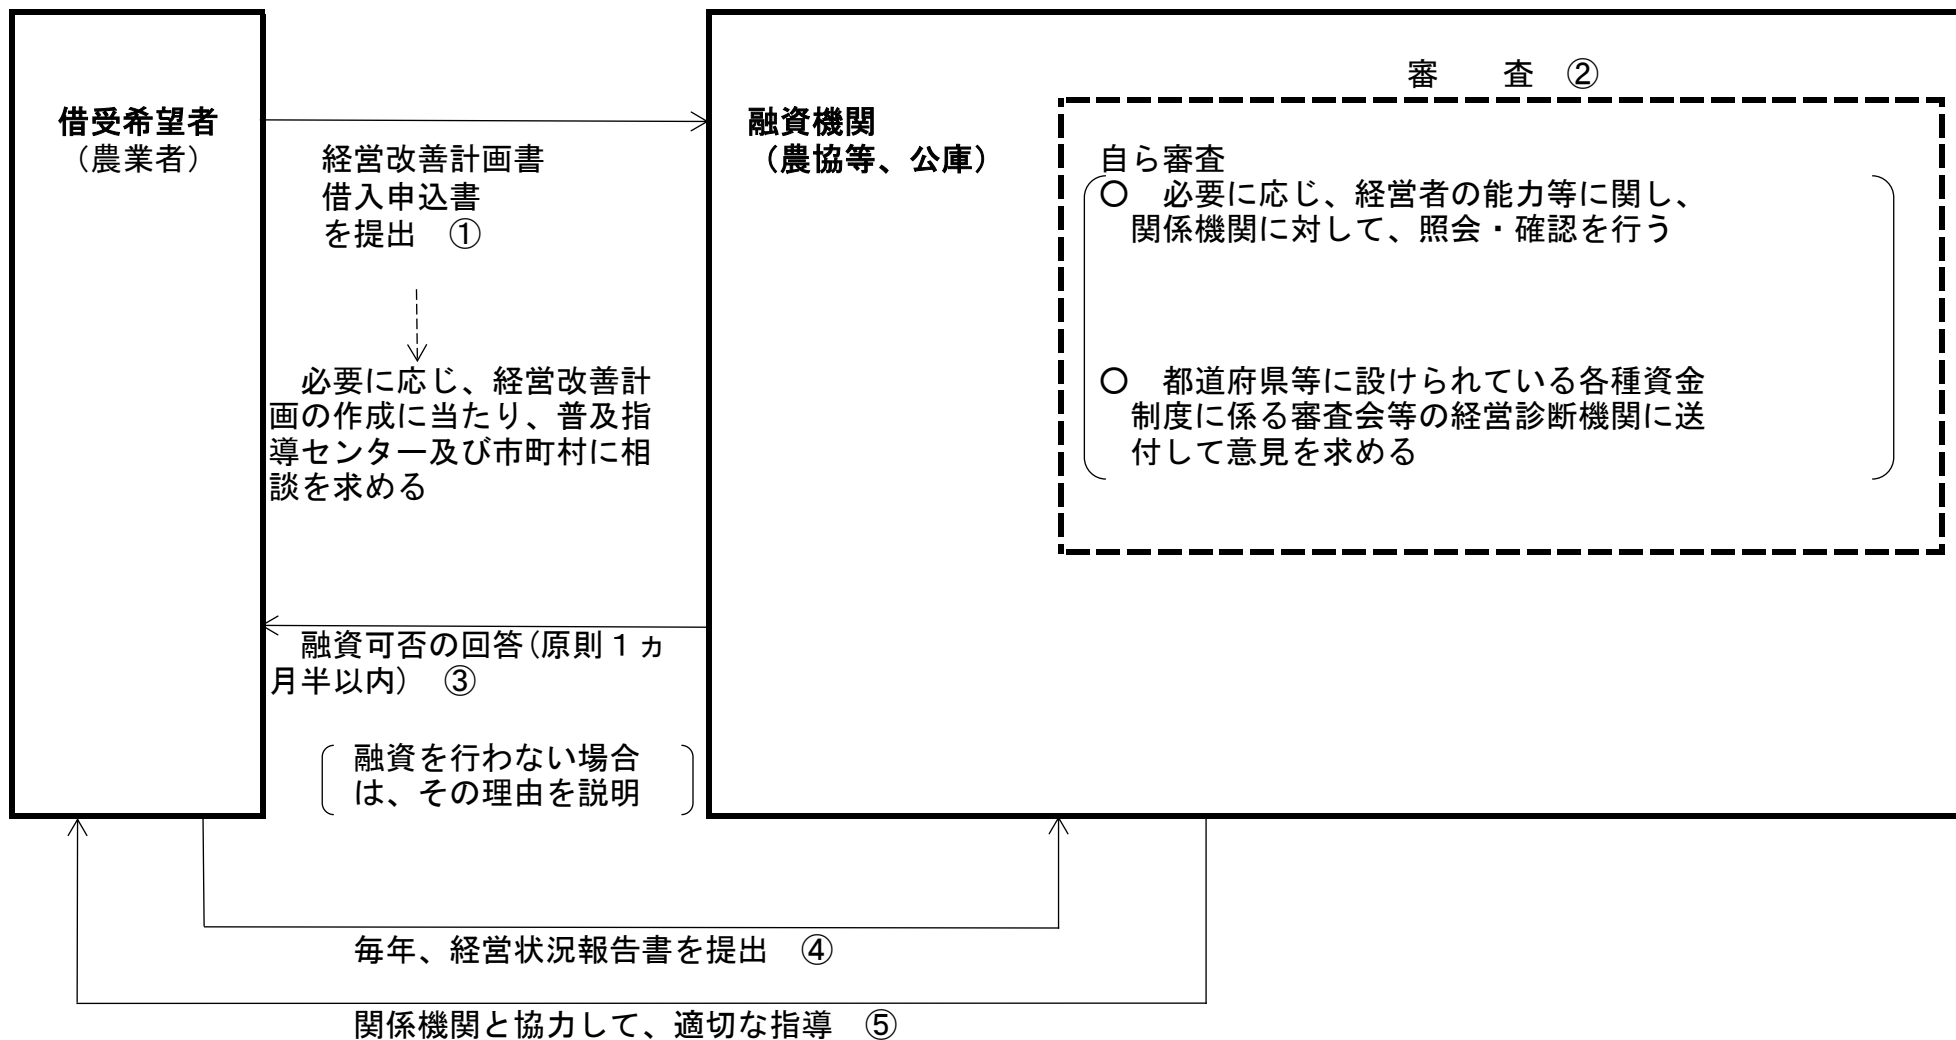 審　査　②
借受希望者
（農業者）
経営改善計画書
借入申込書
を提出　①
必要に応じ、経営改善計
画の作成に当たり、普及指
導センター及び市町村に相
談を求める
融資機関
（農協等、公庫）
自ら審査
○　必要に応じ、経営者の能力等に関し、
関係機関に対して、照会・確認を行う
○　都道府県等に設けられている各種資金
制度に係る審査会等の経営診断機関に送
付して意見を求める
融資可否の回答(原則１ヵ
月半以内)　③
融資を行わない場合
は、その理由を説明
毎年、経営状況報告書を提出　④
関係機関と協力して、適切な指導　⑤